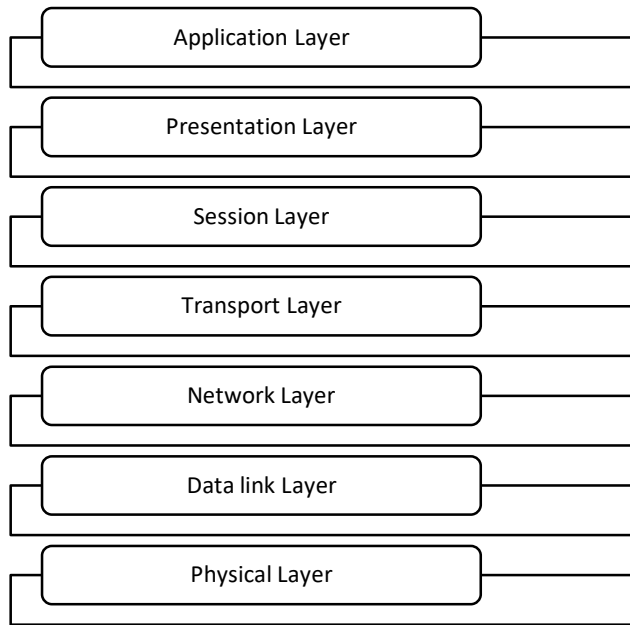 Application Layer
Presentation Layer
Session Layer
Transport Layer
Network Layer
Data link Layer
Physical Layer